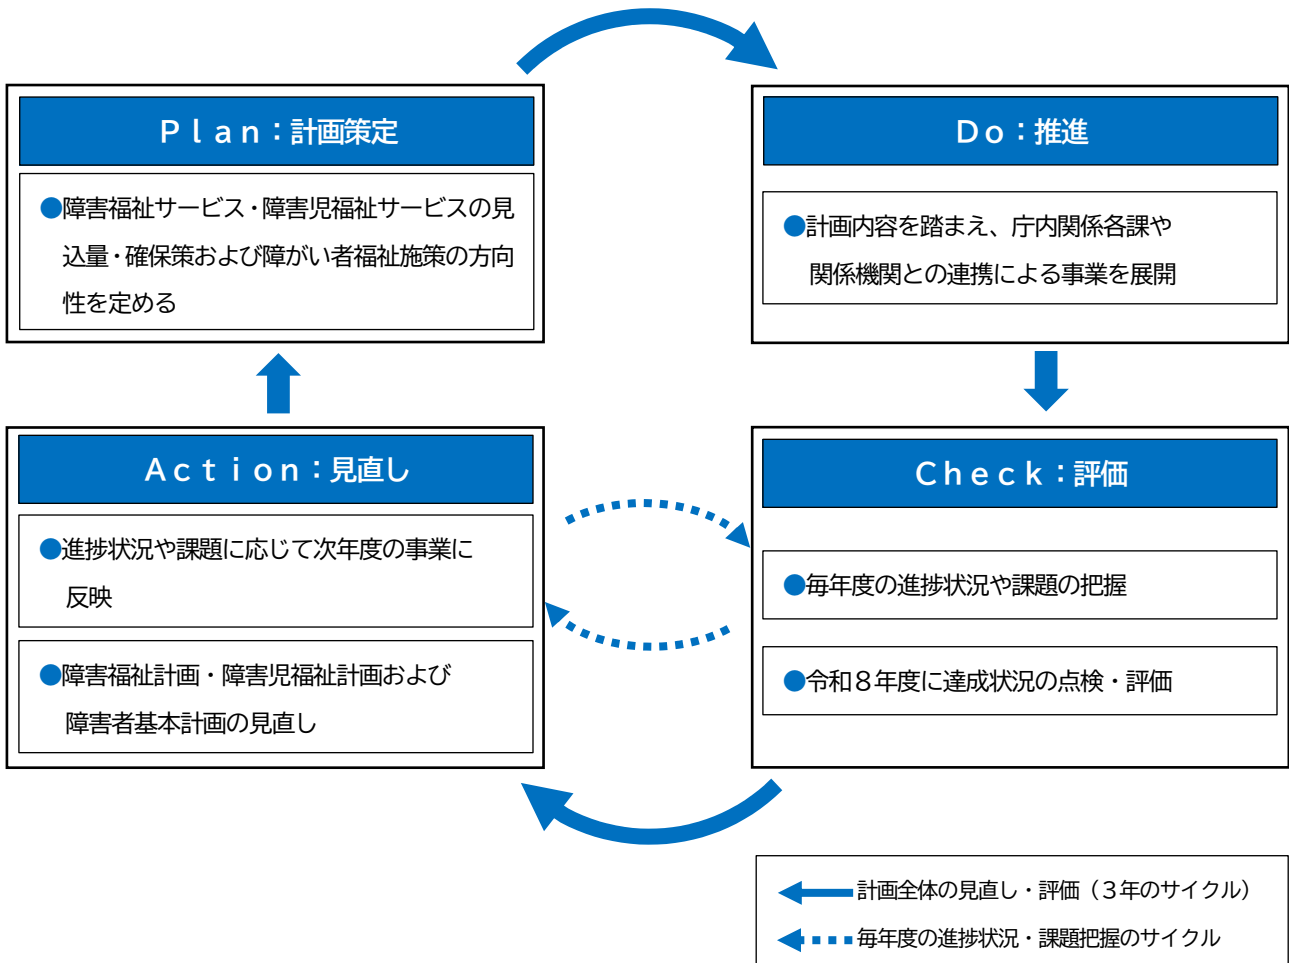 Ｐｌａｎ：計画策定
●障害福祉サービス・障害児福祉サービスの見
込量・確保策および障がい者福祉施策の方向
性を定める
Ｄｏ：推進
●計画内容を踏まえ、庁内関係各課や
関係機関との連携による事業を展開
Ａｃｔｉｏｎ：見直し
●進捗状況や課題に応じて次年度の事業に
反映
●障害福祉計画・障害児福祉計画および
障害者基本計画の見直し
Ｃｈｅｃｋ：評価
●毎年度の進捗状況や課題の把握
●令和８年度に達成状況の点検・評価
計画全体の見直し・評価（３年のサイクル）
毎年度の進捗状況・課題把握のサイクル